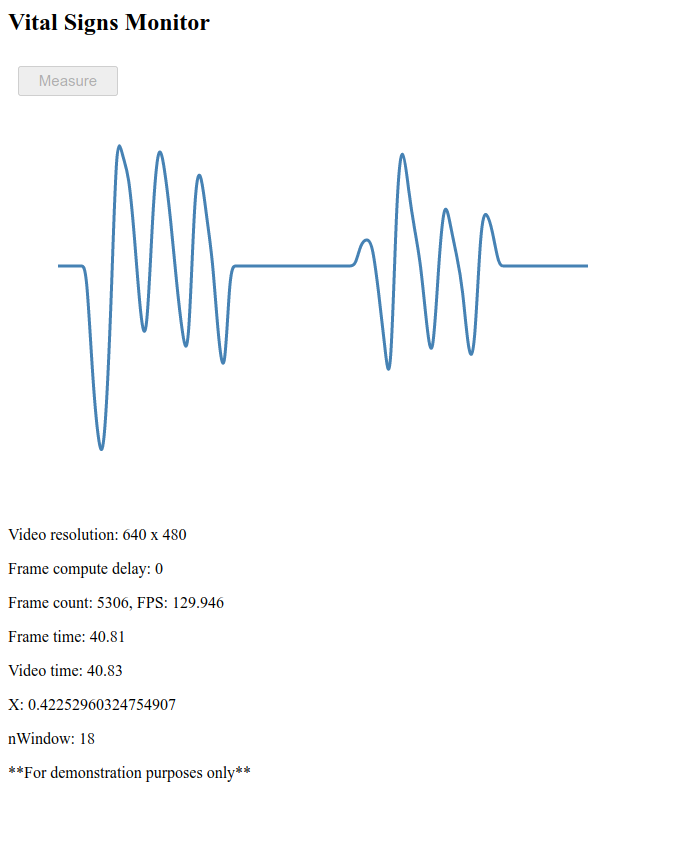 Vital Signs Monitor
Measure
Video resolution: 640 x 480
Frame compute delay: 0
Frame count: 5306, FPS: 129.946
Frame time: 40.81
Video time: 40.83
X: 0.42252960324754907
nWindow: 18
**For demonstration purposes only**